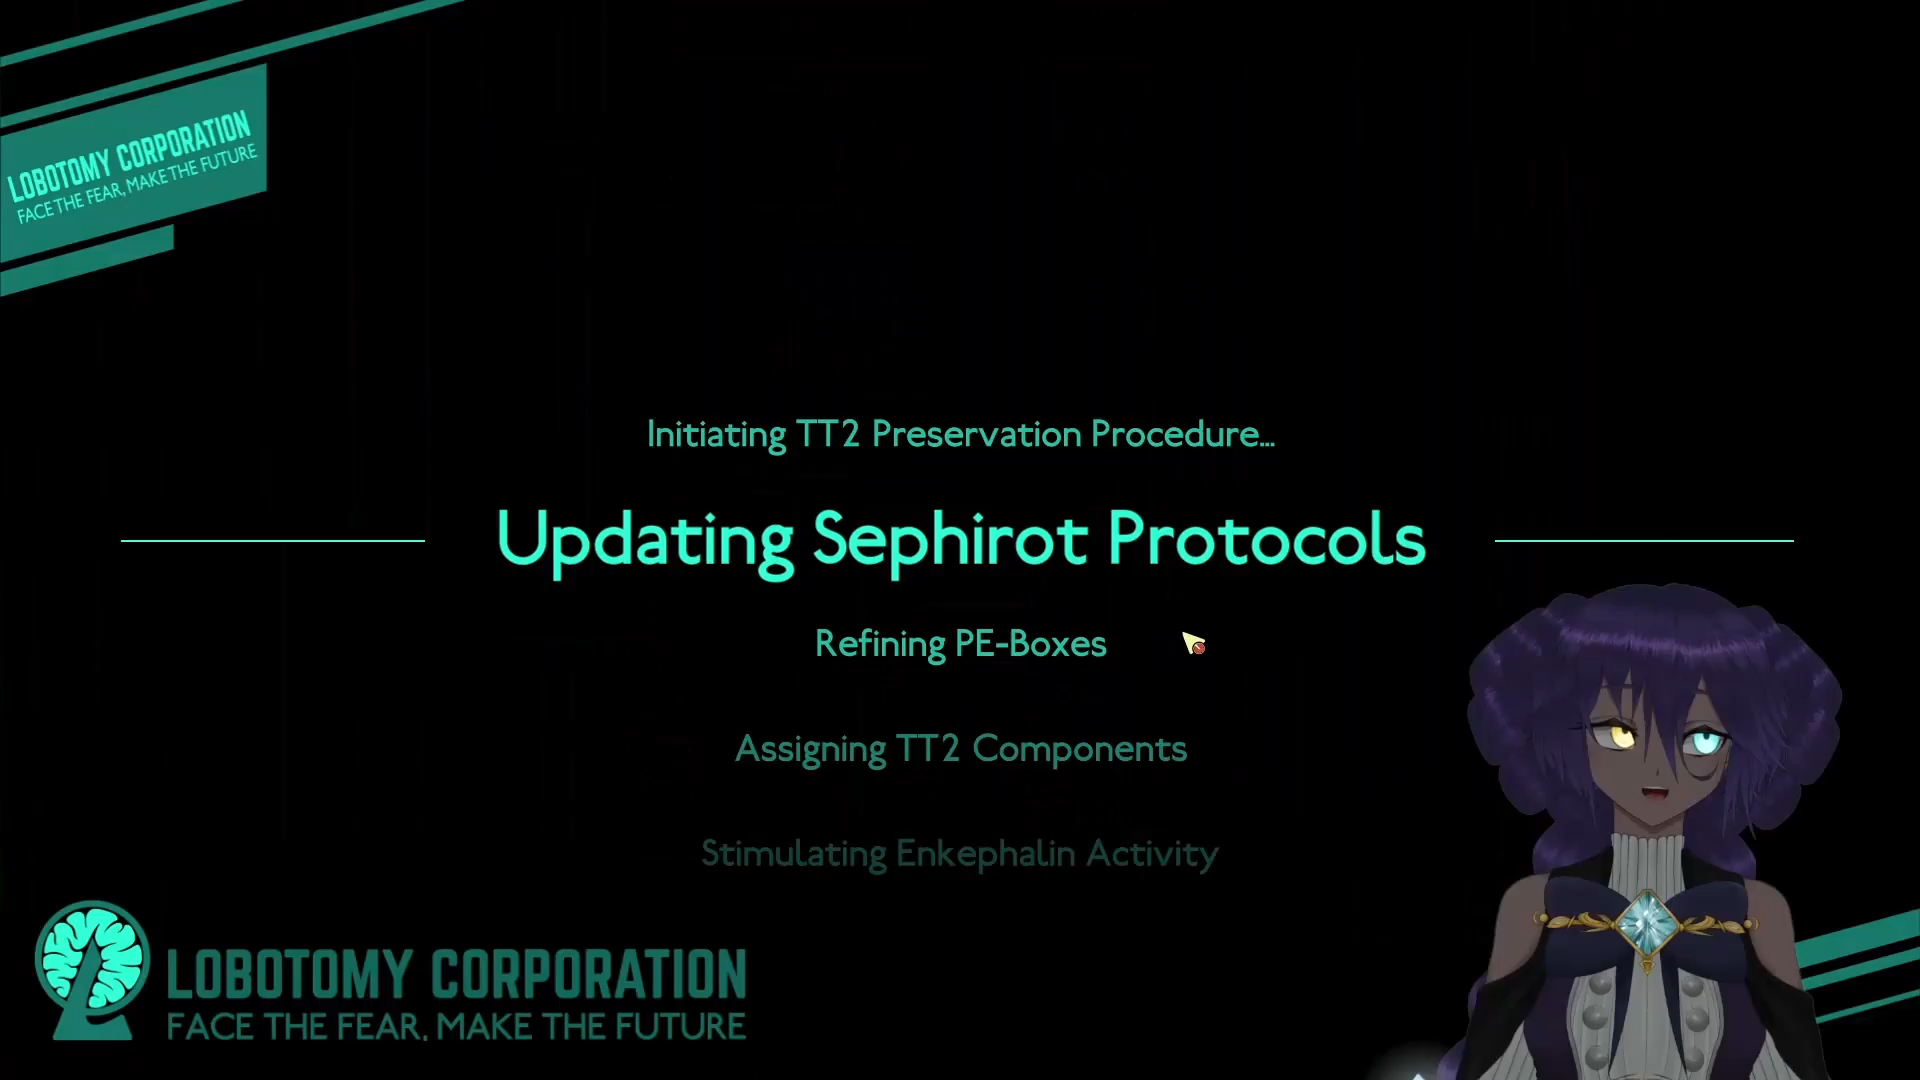 LOBOTOMY CORPORATION
FACE THE FEAR, MAKE THE FUTURE
Initiating TT2 Preservation Procedure...
Updating Sephirot Protocols
Refining PE-Boxes
Assigning TT2 Components
Stimulating Enkephalin Activity
LOBOTOMY CORPORATION
FACE THE FEAR, MAKE THE FUTURE